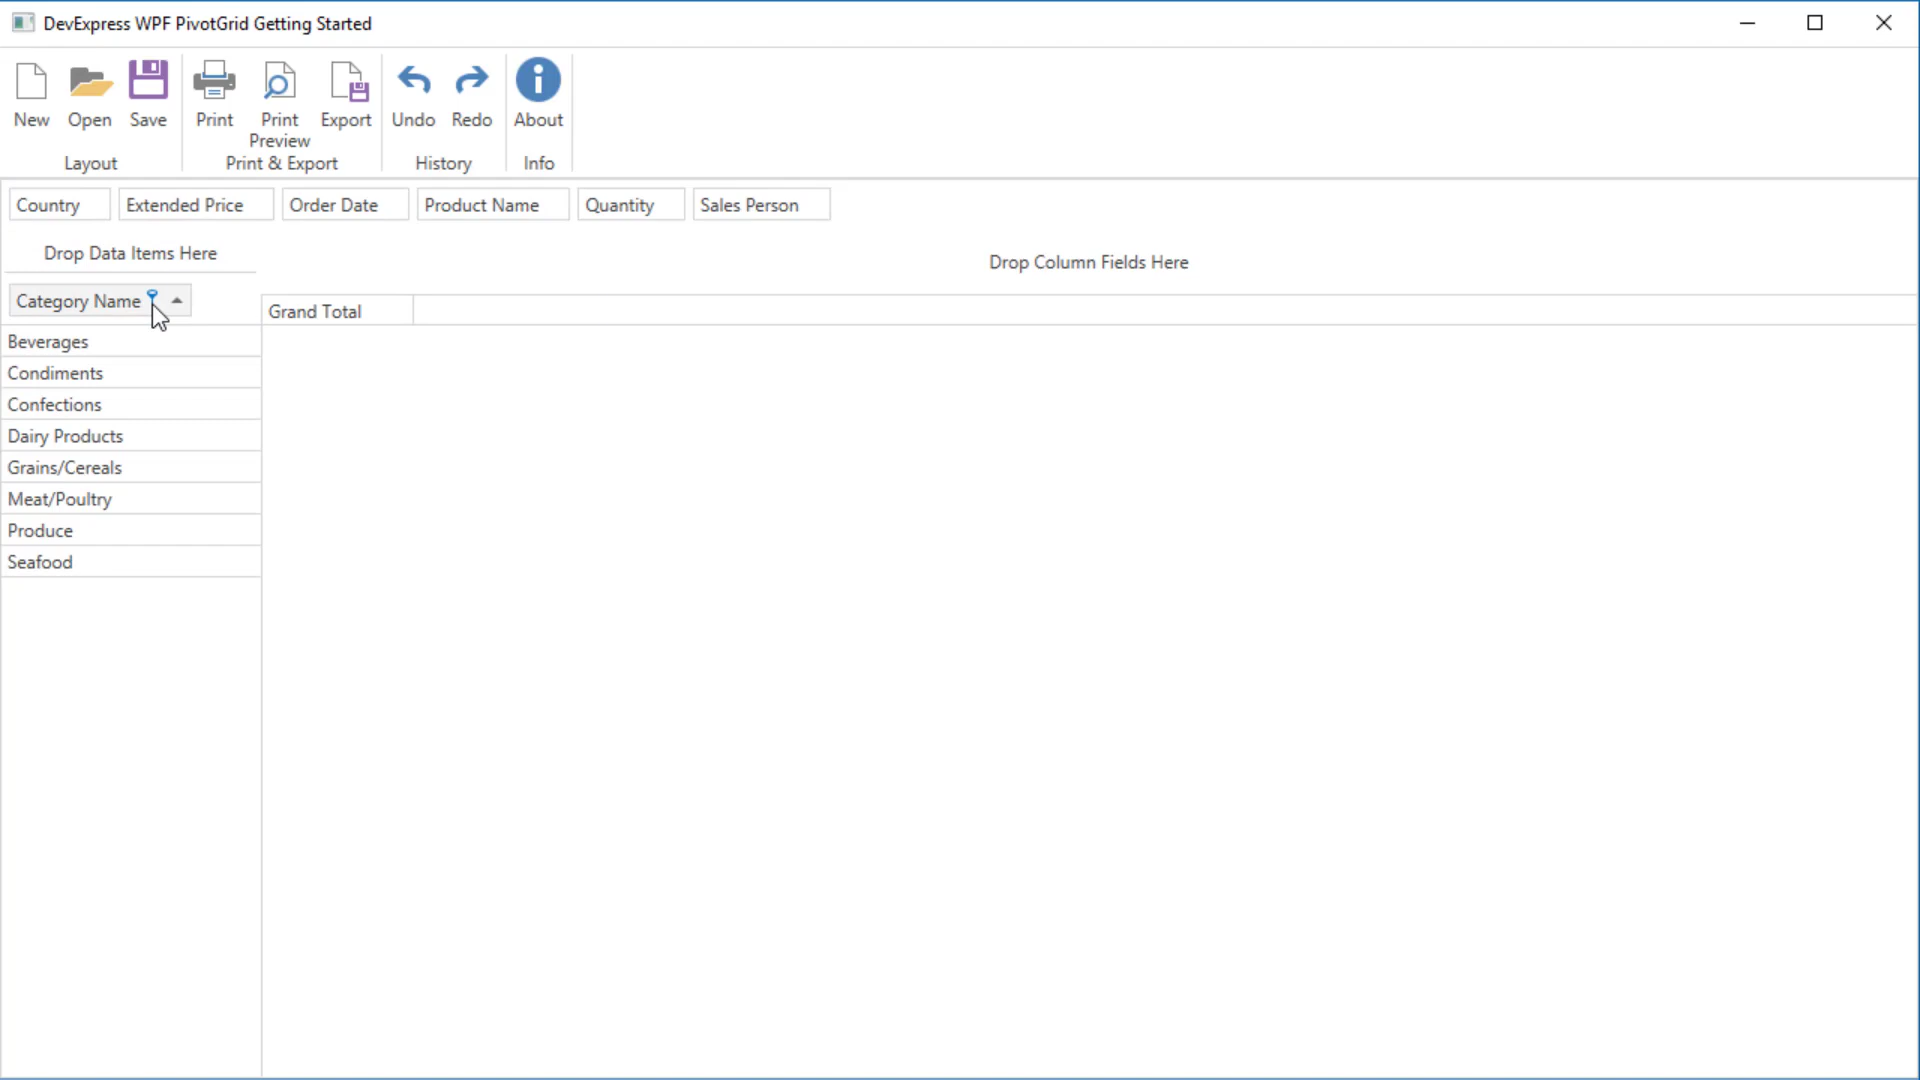 DevExpress WPF PivotGrid Getting Started
New Open Save Print Print Preview Export Undo Redo About
Layout Print & Export History Info
Country Extended Price Order Date Product Name Quantity Sales Person
Drop Data Items Here
Drop Column Fields Here
Category Name
Grand Total
Beverages
Condiments
Confections
Dairy Products
Grains/Cereals
Meat/Poultry
Produce
Seafood